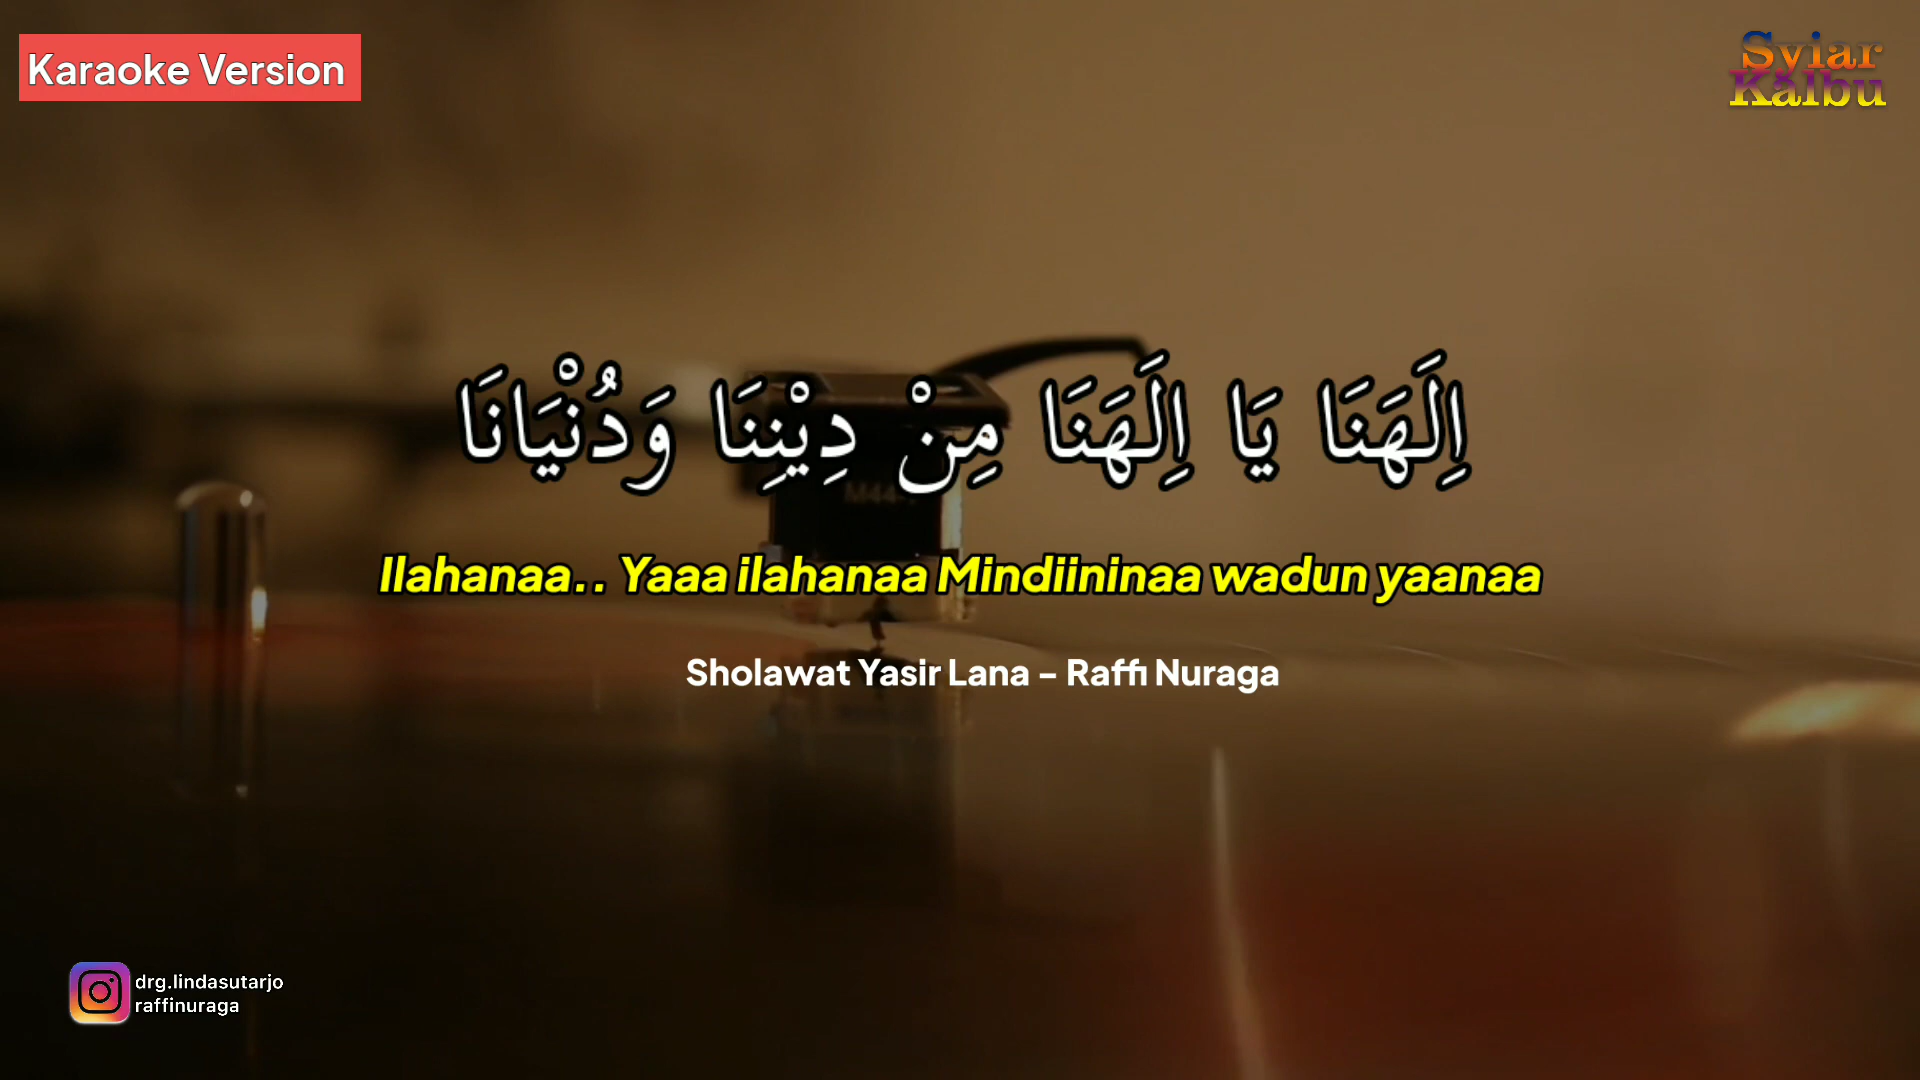 Karaoke Version
Syiar
Kalbu
اِلَهَنَا يَا اِلَهَنَا مِنْ دِيْنِنَا وَدُنْيَانَا
Ilahanaa.. Yaaa ilahanaa Mindiininaa wadun yaanaa
Sholawat Yasir Lana - Raffi Nuraga
drg.lindasutarjo
raffinuraga